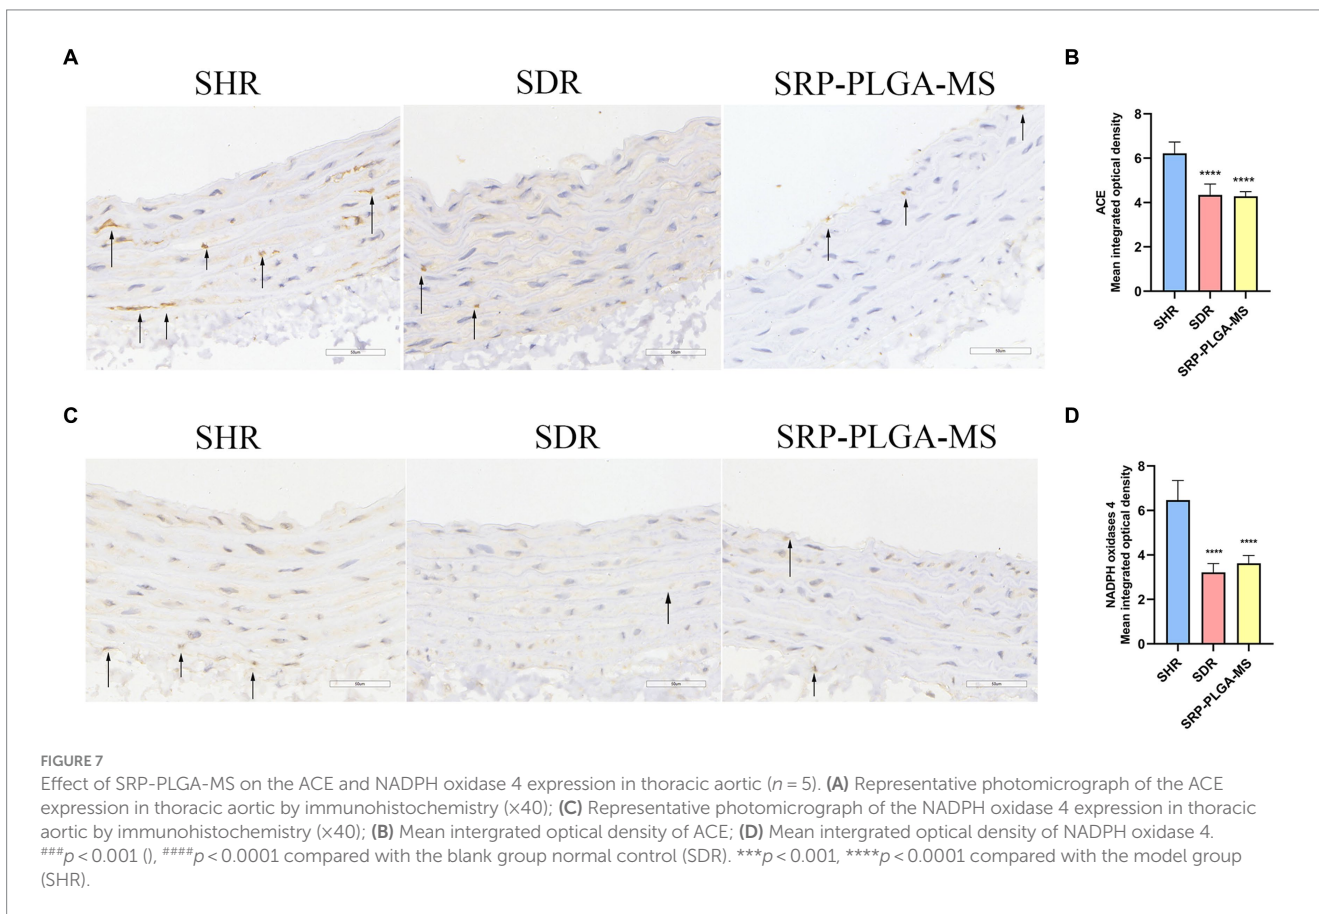 A
SHR
SDR
SRP-PLGA-MS
50um
50um
50um
B
ACE
Mean integrated optical density
8
6
4
2
0
****
****
SHR
SDR
SRP-PLGA-MS
C
SHR
SDR
SRP-PLGA-MS
50um
50um
50um
D
NADPH oxidases 4
Mean integrated optical density
8
6
4
2
0
****
****
SHR
SDR
SRP-PLGA-MS
FIGURE 7
Effect of SRP-PLGA-MS on the ACE and NADPH oxidase 4 expression in thoracic aortic (n = 5). (A) Representative photomicrograph of the ACE
expression in thoracic aortic by immunohistochemistry (×40); (C) Representative photomicrograph of the NADPH oxidase 4 expression in thoracic
aortic by immunohistochemistry (×40); (B) Mean intergrated optical density of ACE; (D) Mean intergrated optical density of NADPH oxidase 4.
###p < 0.001 (), ####p < 0.0001 compared with the blank group normal control (SDR). ***p < 0.001, ****p < 0.0001 compared with the model group
(SHR).